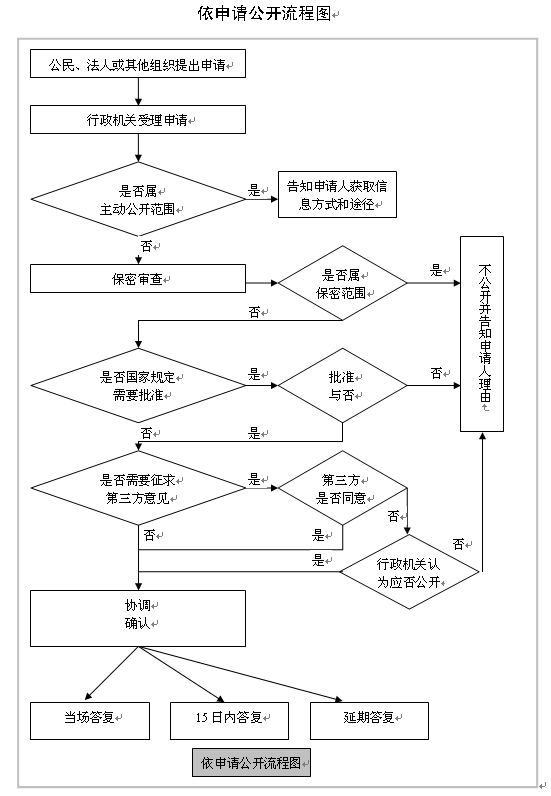 依申请公开流程图
公民、法人或其他组织提出申请
行政机关受理申请
是否属
主动公开范围
是
告知申请人获取信
息方式和途径
否
保密审查
是否属
保密范围
是
不公开并告知申请人理由
否
是否国家规定
需要批准
是
批准
与否
否
否
是
是否需要征求
第三方意见
是
第三方
是否同意
否
否
是
是
行政机关认
为应否公开
否
协调
确认
当场答复
15日内答复
延期答复
依申请公开流程图